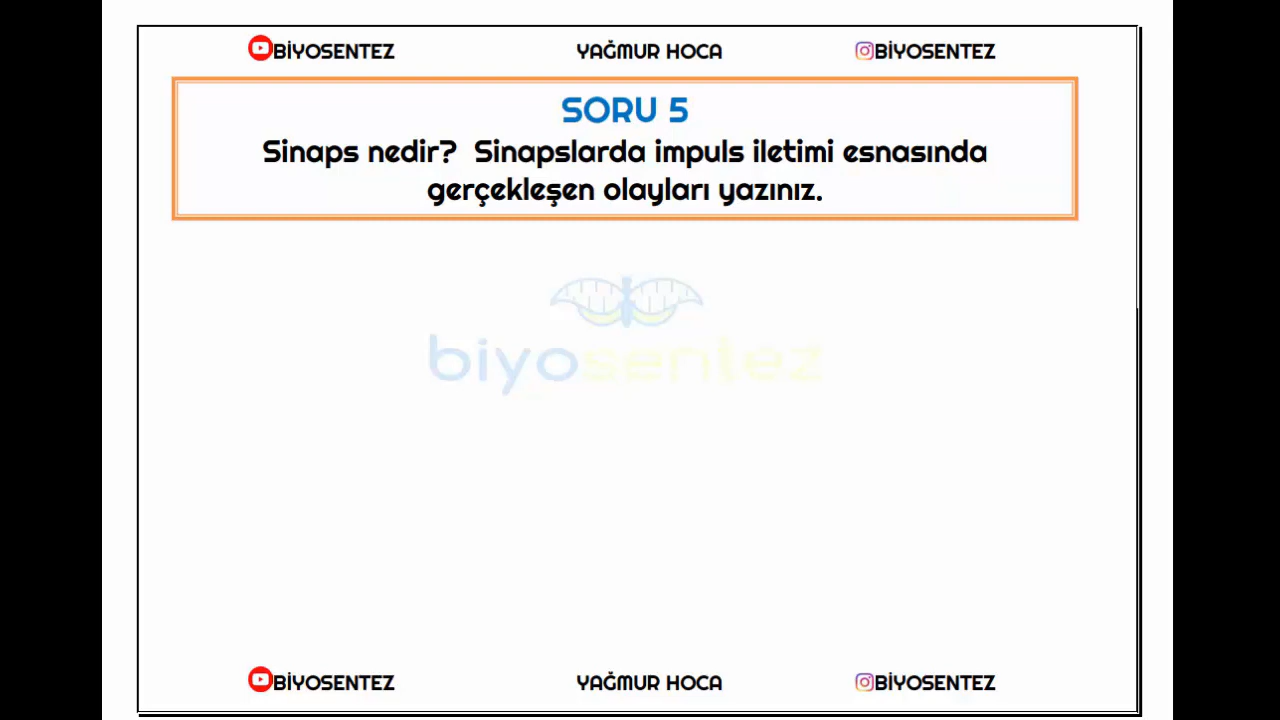 BİYOSENTEZ YAĞMUR HOCA BİYOSENTEZ
SORU 5
Sinaps nedir? Sinapslarda impuls iletimi esnasında
gerçekleşen olayları yazınız.
biyosentez
BİYOSENTEZ YAĞMUR HOCA BİYOSENTEZ